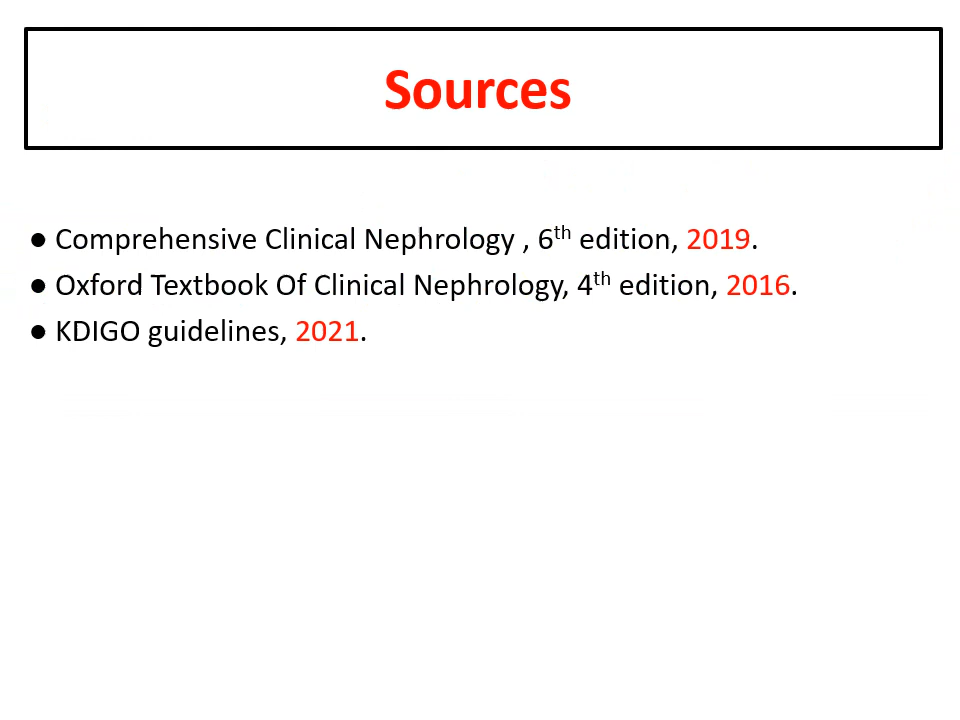 Sources
● Comprehensive Clinical Nephrology , 6th edition, 2019.
● Oxford Textbook Of Clinical Nephrology, 4th edition, 2016.
● KDIGO guidelines, 2021.